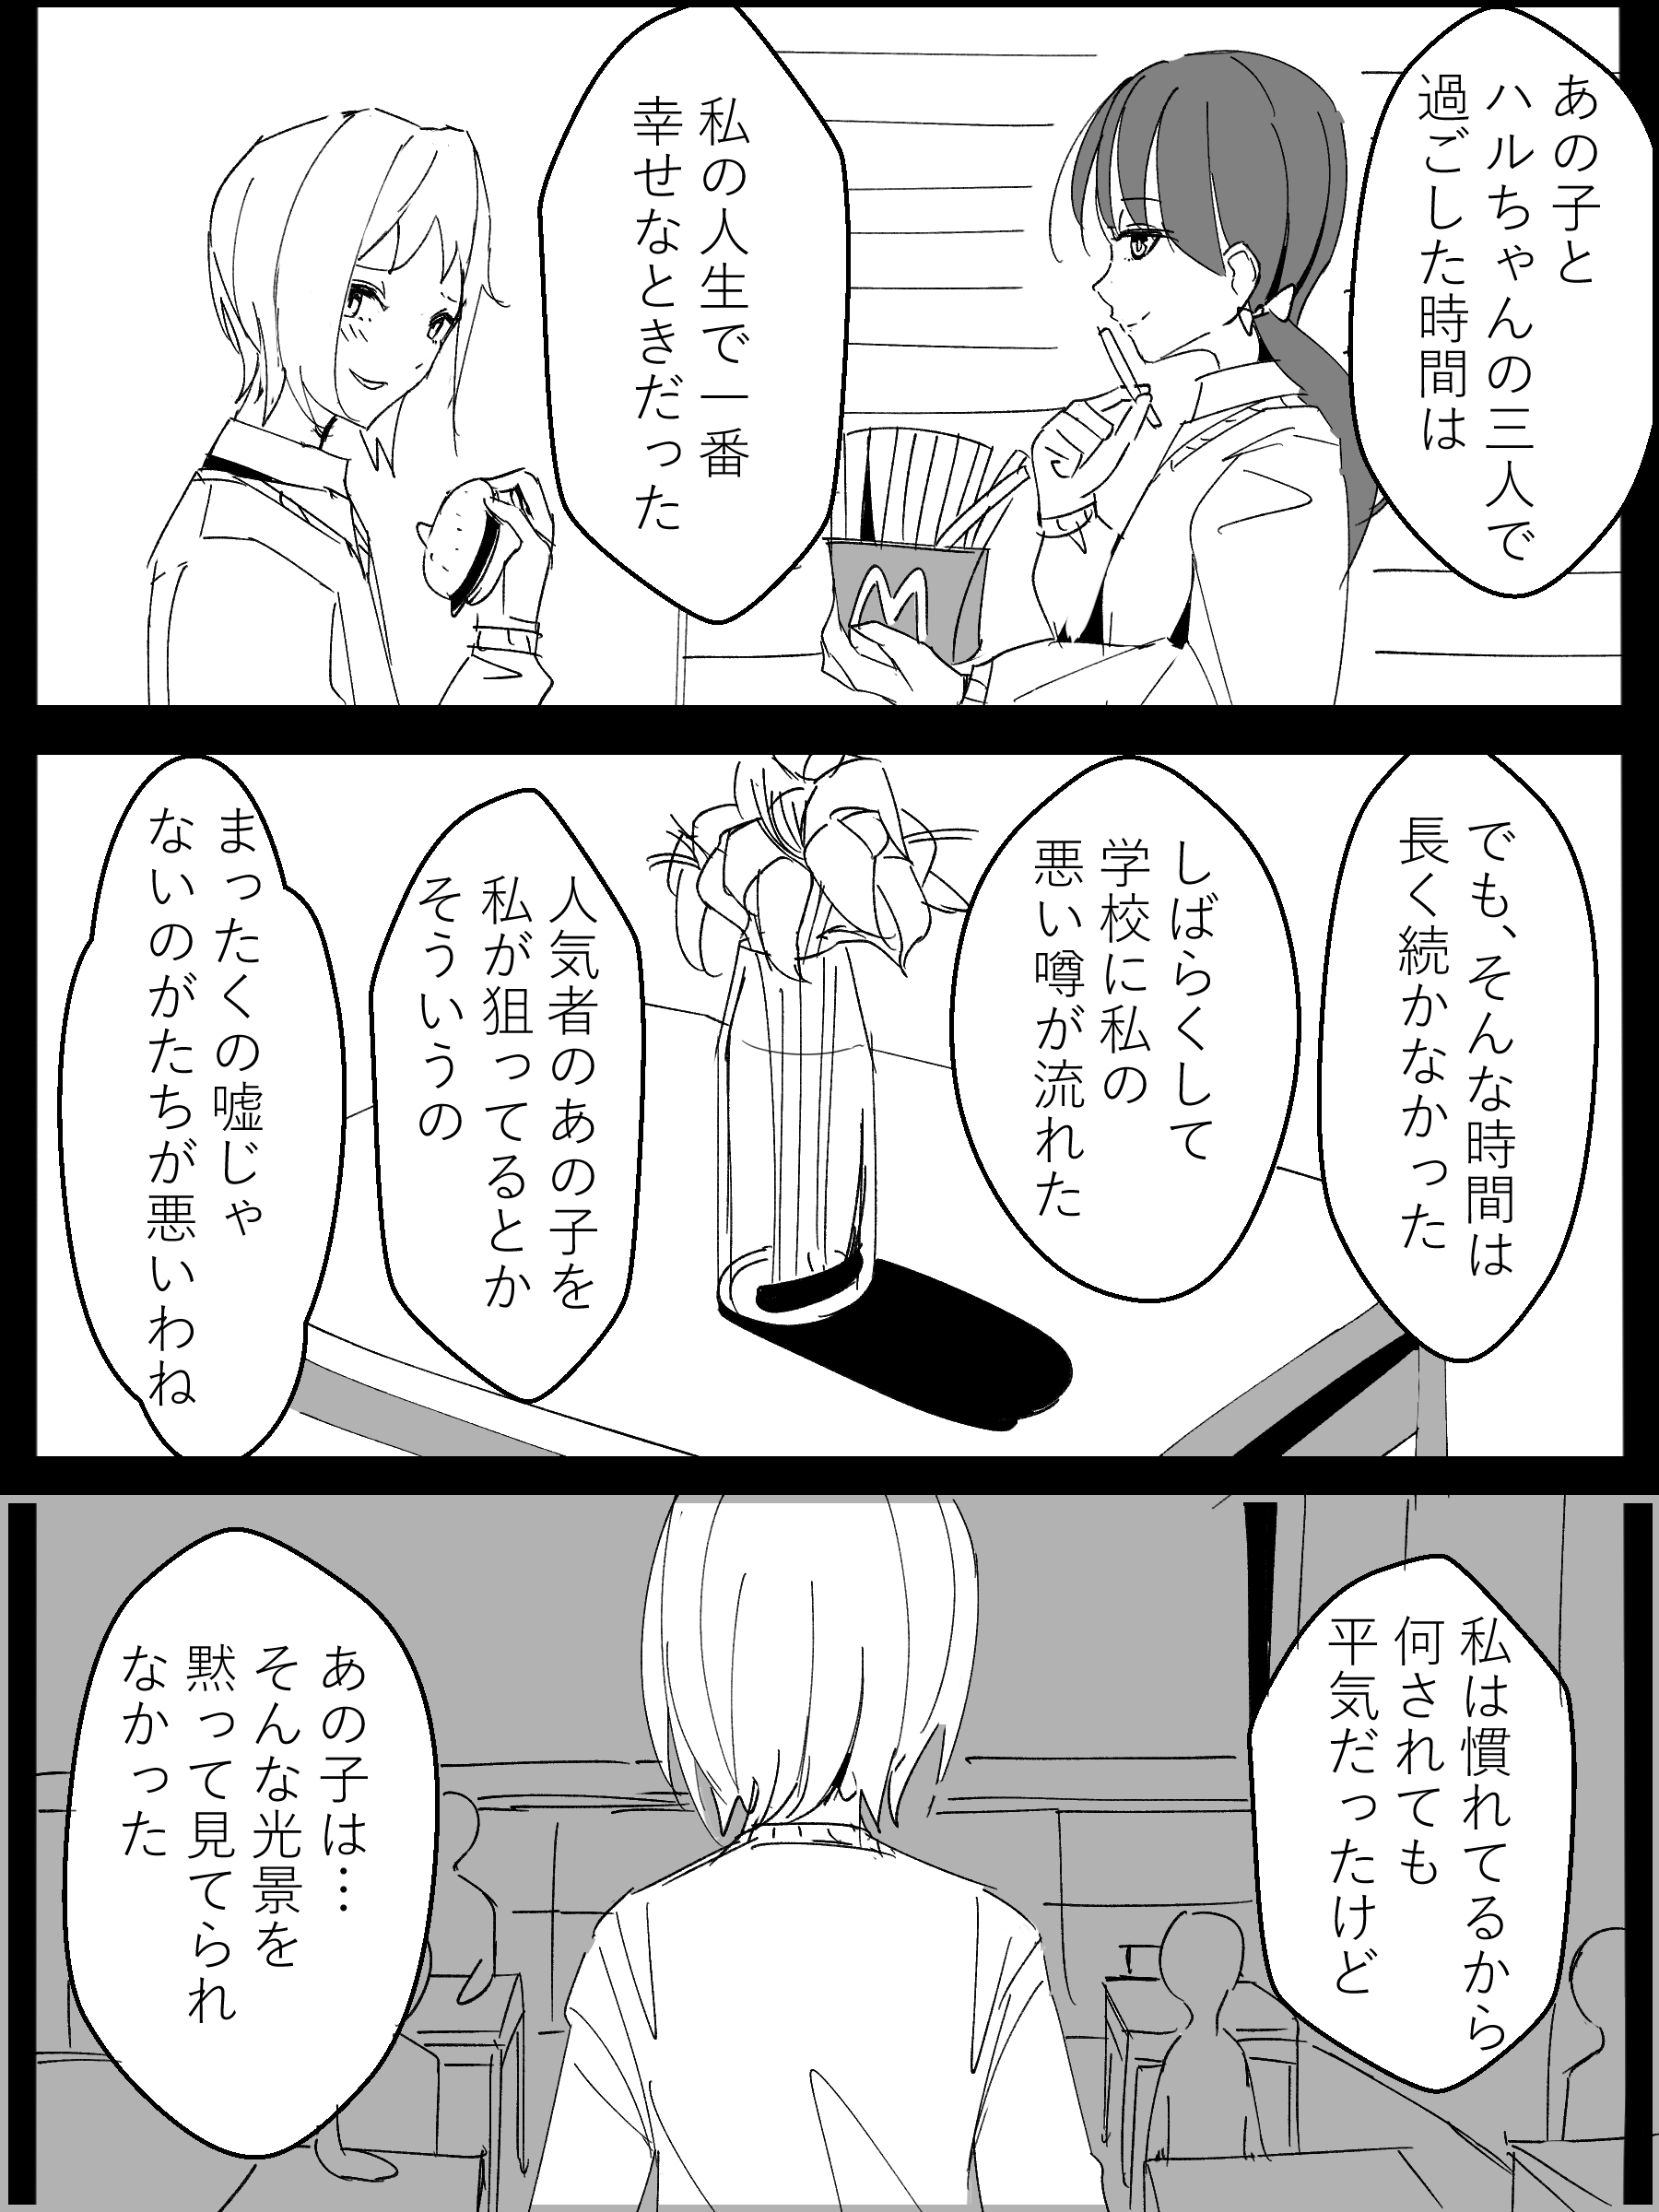 あの子と
ハルちゃんの三人で
過ごした時間は
私の人生で一番
幸せなときだった
M
でも、そんな時間は
長く続かなかった
しばらくして
学校に私の
悪い噂が流れた
人気者のあの子を
私が狙ってるとか
そういうの
まったくの嘘じゃ
ないのがたちが悪いわね
私は慣れてるから
何されても
平気だったけど
あの子は…
そんな光景を
黙って見てられ
なかった